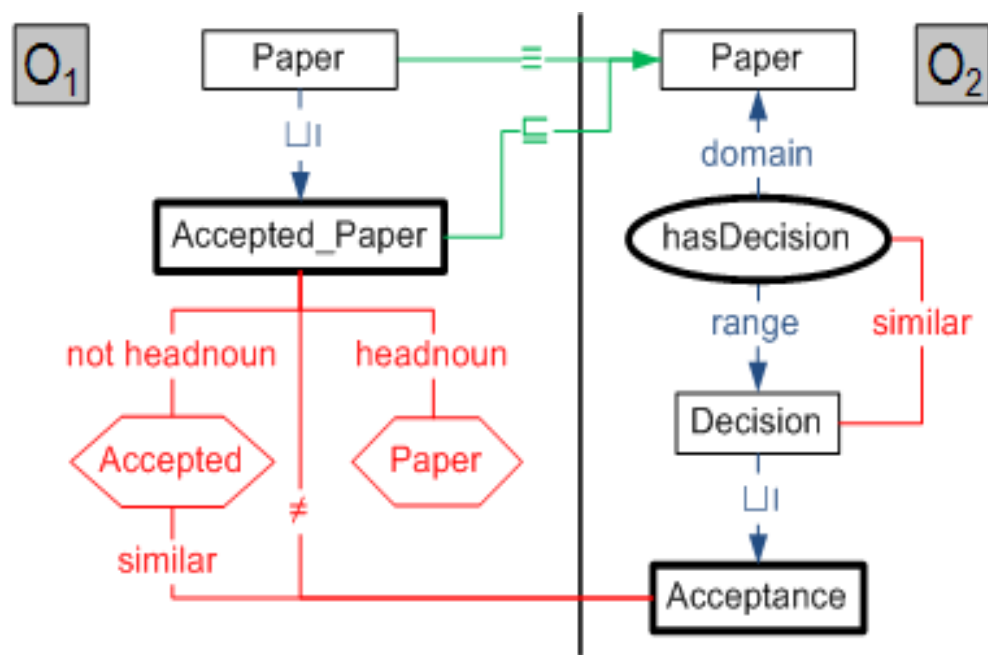 O1
Paper
≡
Paper
O2
⊔I
⊑
domain
Accepted_Paper
hasDecision
not headnoun
headnoun
range
similar
Accepted
Paper
Decision
≠
⊔I
similar
Acceptance